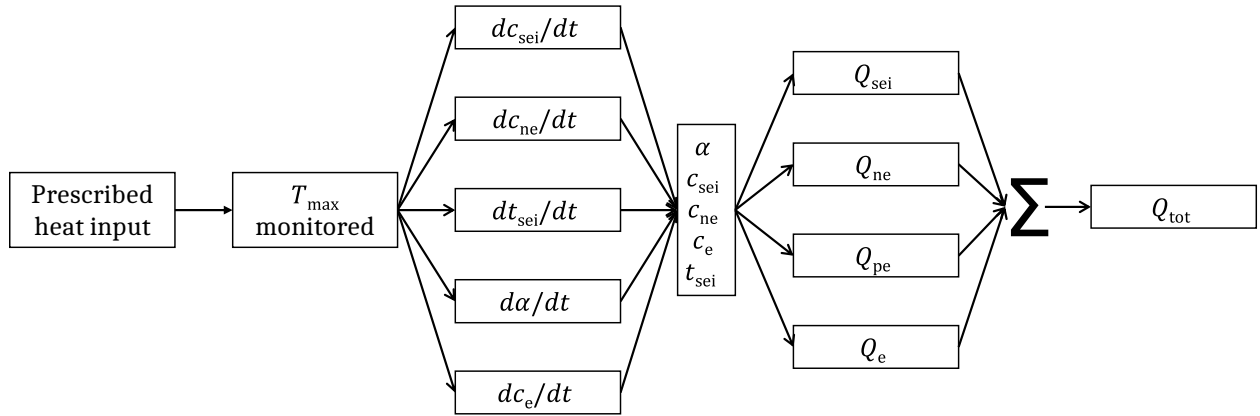 Prescribed
heat input
T_max
monitored
dc_sei/dt
dc_ne/dt
dt_sei/dt
dα/dt
dc_e/dt
α
c_sei
c_ne
c_e
t_sei
Q_sei
Q_ne
Q_pe
Q_e
Σ
Q_tot